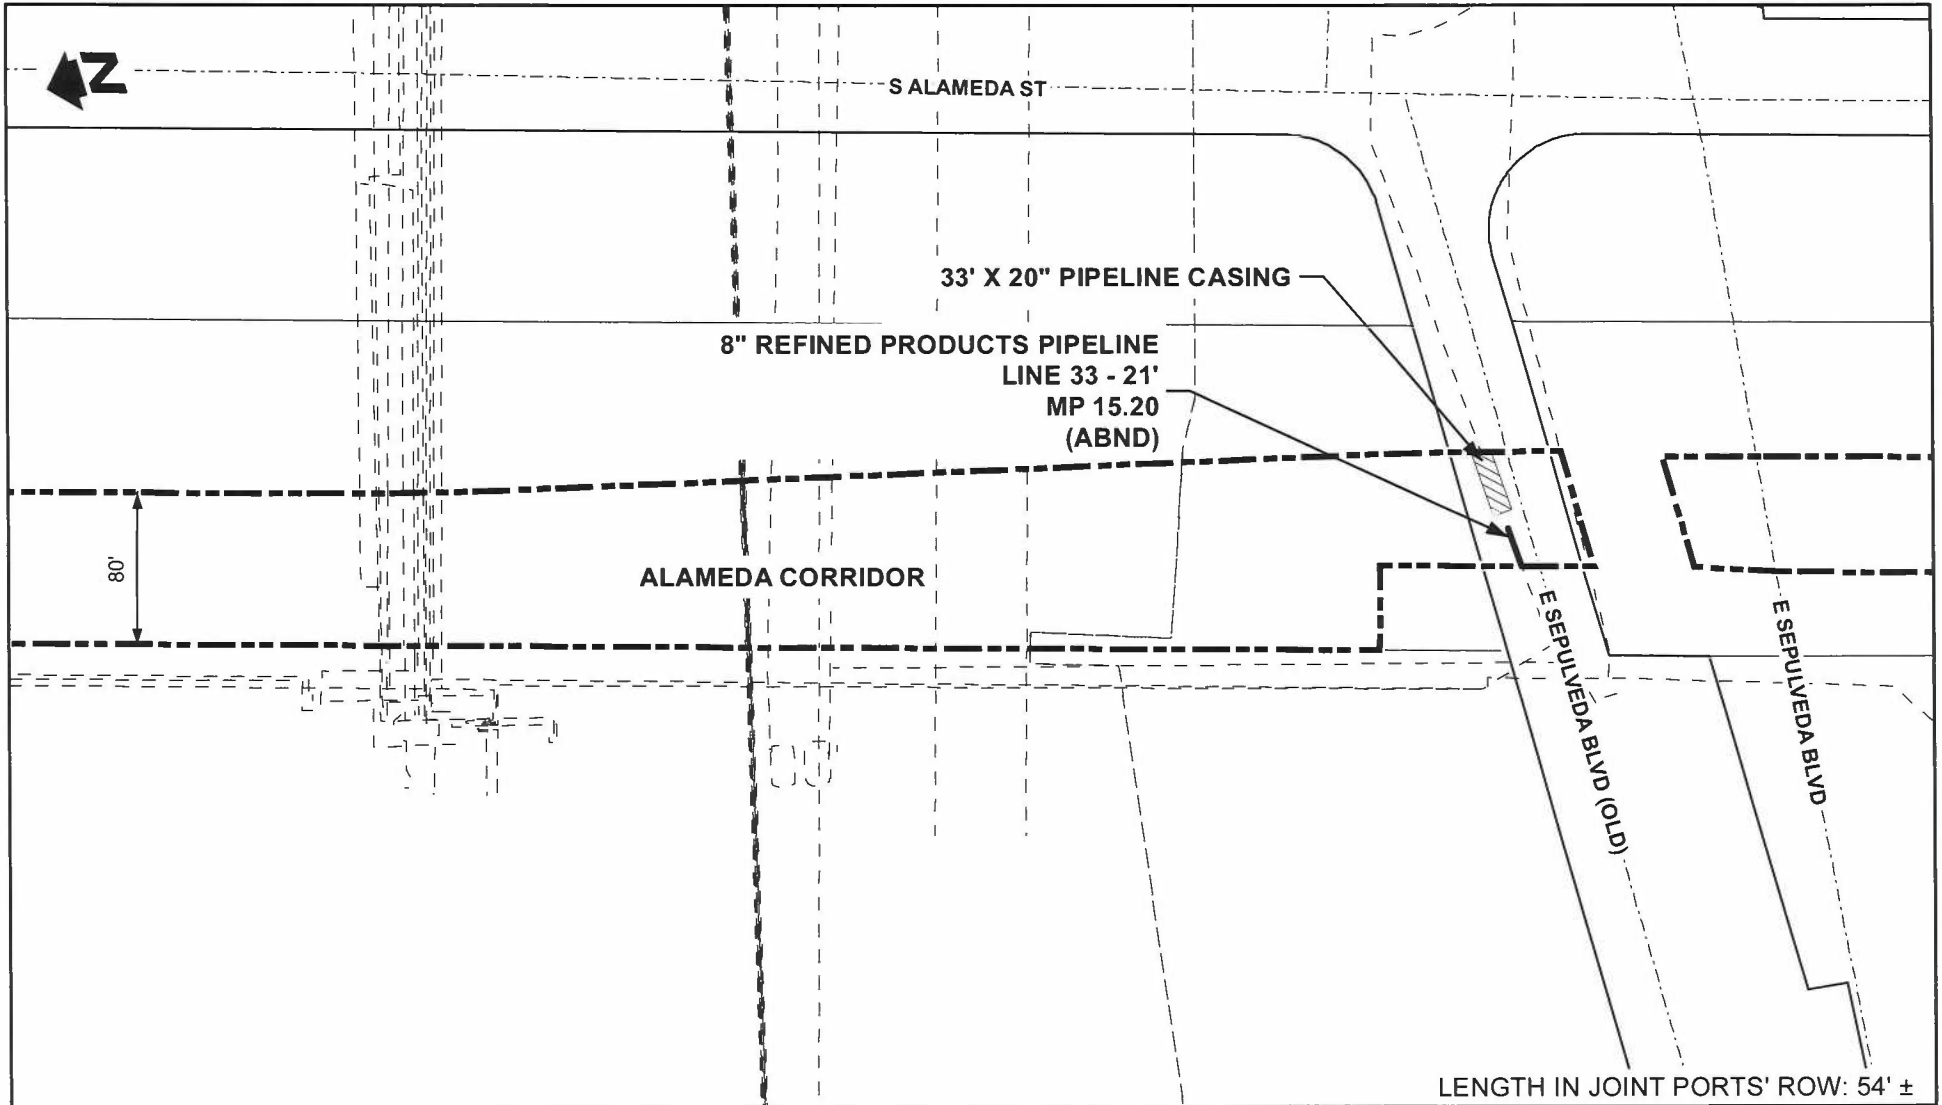 N
S ALAMEDA ST
33' X 20" PIPELINE CASING
8" REFINED PRODUCTS PIPELINE
LINE 33 - 21'
MP 15.20
(ABND)
80'
ALAMEDA CORRIDOR
E SEPULVEDA BLVD (OLD)
E SEPULVEDA BLVD
LENGTH IN JOINT PORTS' ROW: 54' ±